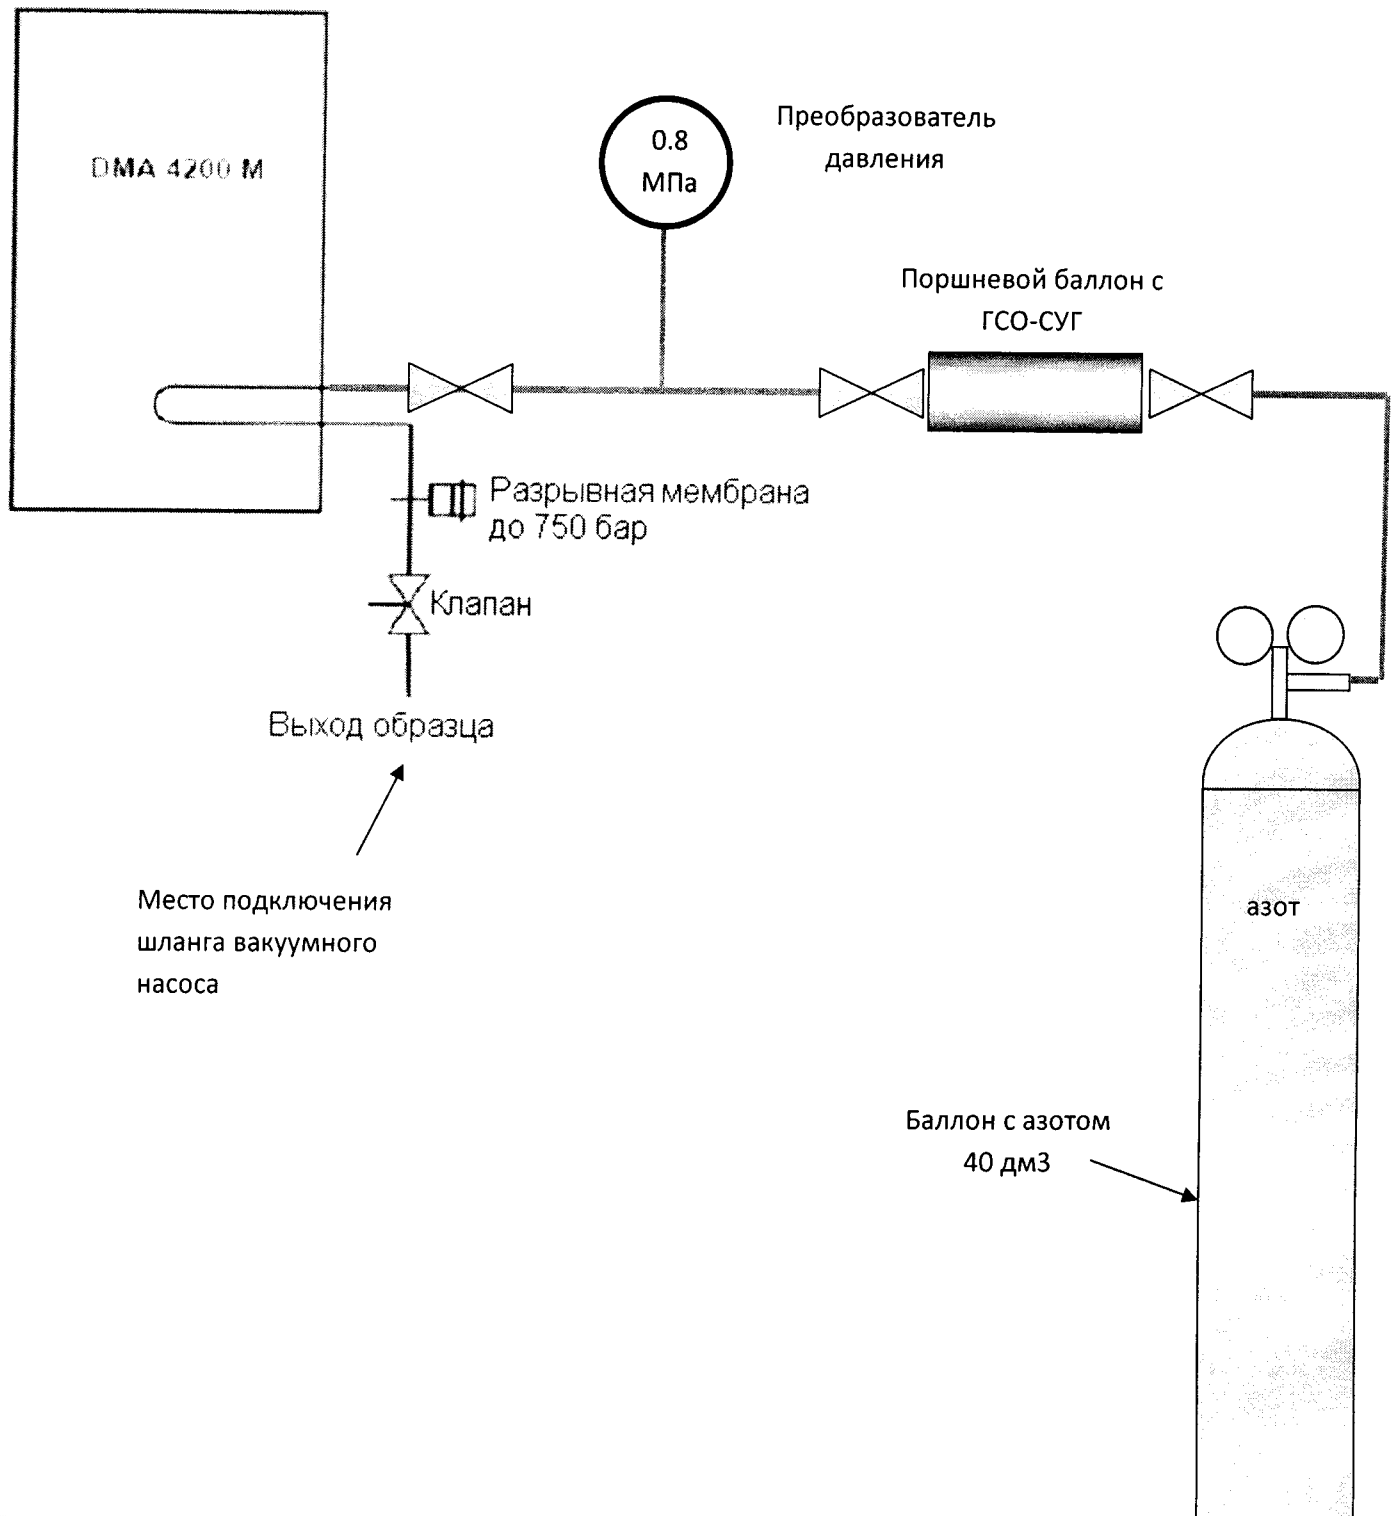 DMA 4200 M
0.8
МПа
Преобразователь
давления
Поршневой баллон с
ГСО-СУГ
Разрывная мембрана
до 750 бар
Клапан
Выход образца
Место подключения
шланга вакуумного
насоса
азот
Баллон с азотом
40 дм3